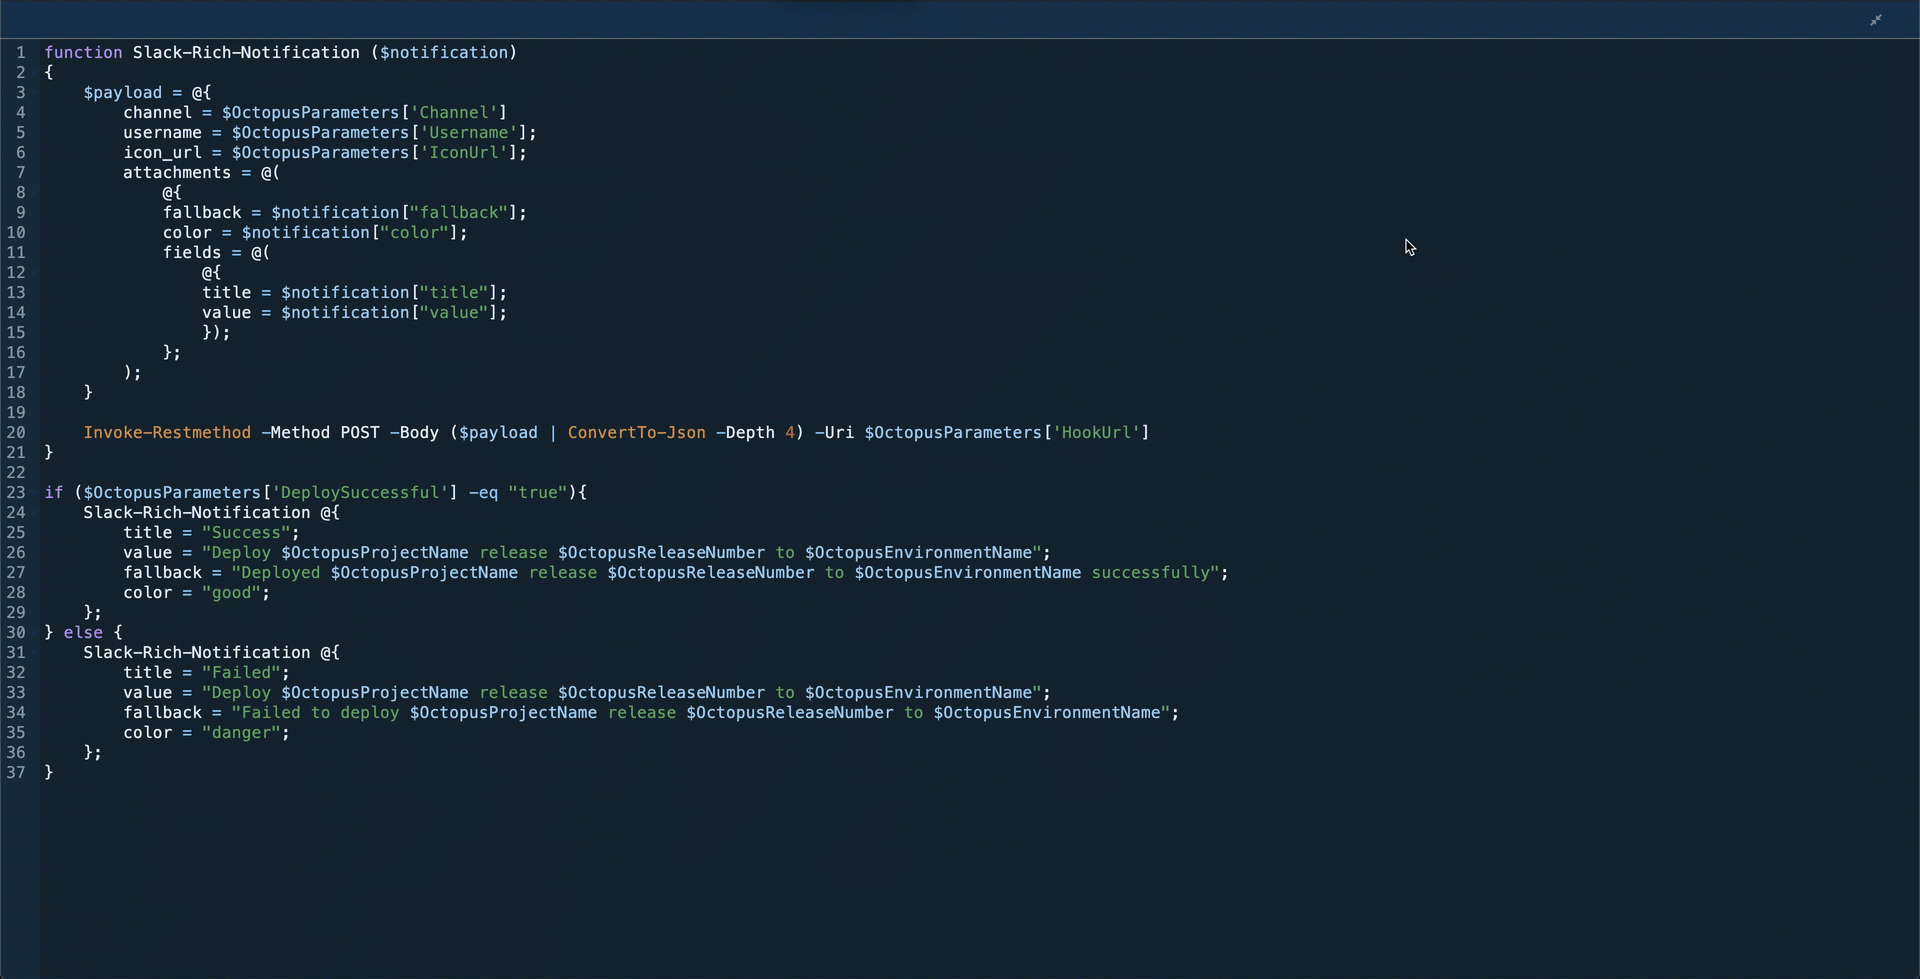 1 function Slack-Rich-Notification ($notification)
2 {
3     $payload = @{
4         channel = $OctopusParameters['Channel']
5         username = $OctopusParameters['Username'];
6         icon_url = $OctopusParameters['IconUrl'];
7         attachments = @(
8             @{
9             fallback = $notification["fallback"];
10             color = $notification["color"];
11             fields = @(
12                 @{
13                 title = $notification["title"];
14                 value = $notification["value"];
15                 });
16             };
17         );
18     }
19
20     Invoke-Restmethod -Method POST -Body ($payload | ConvertTo-Json -Depth 4) -Uri $OctopusParameters['HookUrl']
21 }
22
23 if ($OctopusParameters['DeploySuccessful'] -eq "true"){
24     Slack-Rich-Notification @{
25         title = "Success";
26         value = "Deploy $OctopusProjectName release $OctopusReleaseNumber to $OctopusEnvironmentName";
27         fallback = "Deployed $OctopusProjectName release $OctopusReleaseNumber to $OctopusEnvironmentName successfully";
28         color = "good";
29     };
30 } else {
31     Slack-Rich-Notification @{
32         title = "Failed";
33         value = "Deploy $OctopusProjectName release $OctopusReleaseNumber to $OctopusEnvironmentName";
34         fallback = "Failed to deploy $OctopusProjectName release $OctopusReleaseNumber to $OctopusEnvironmentName";
35         color = "danger";
36     };
37 }